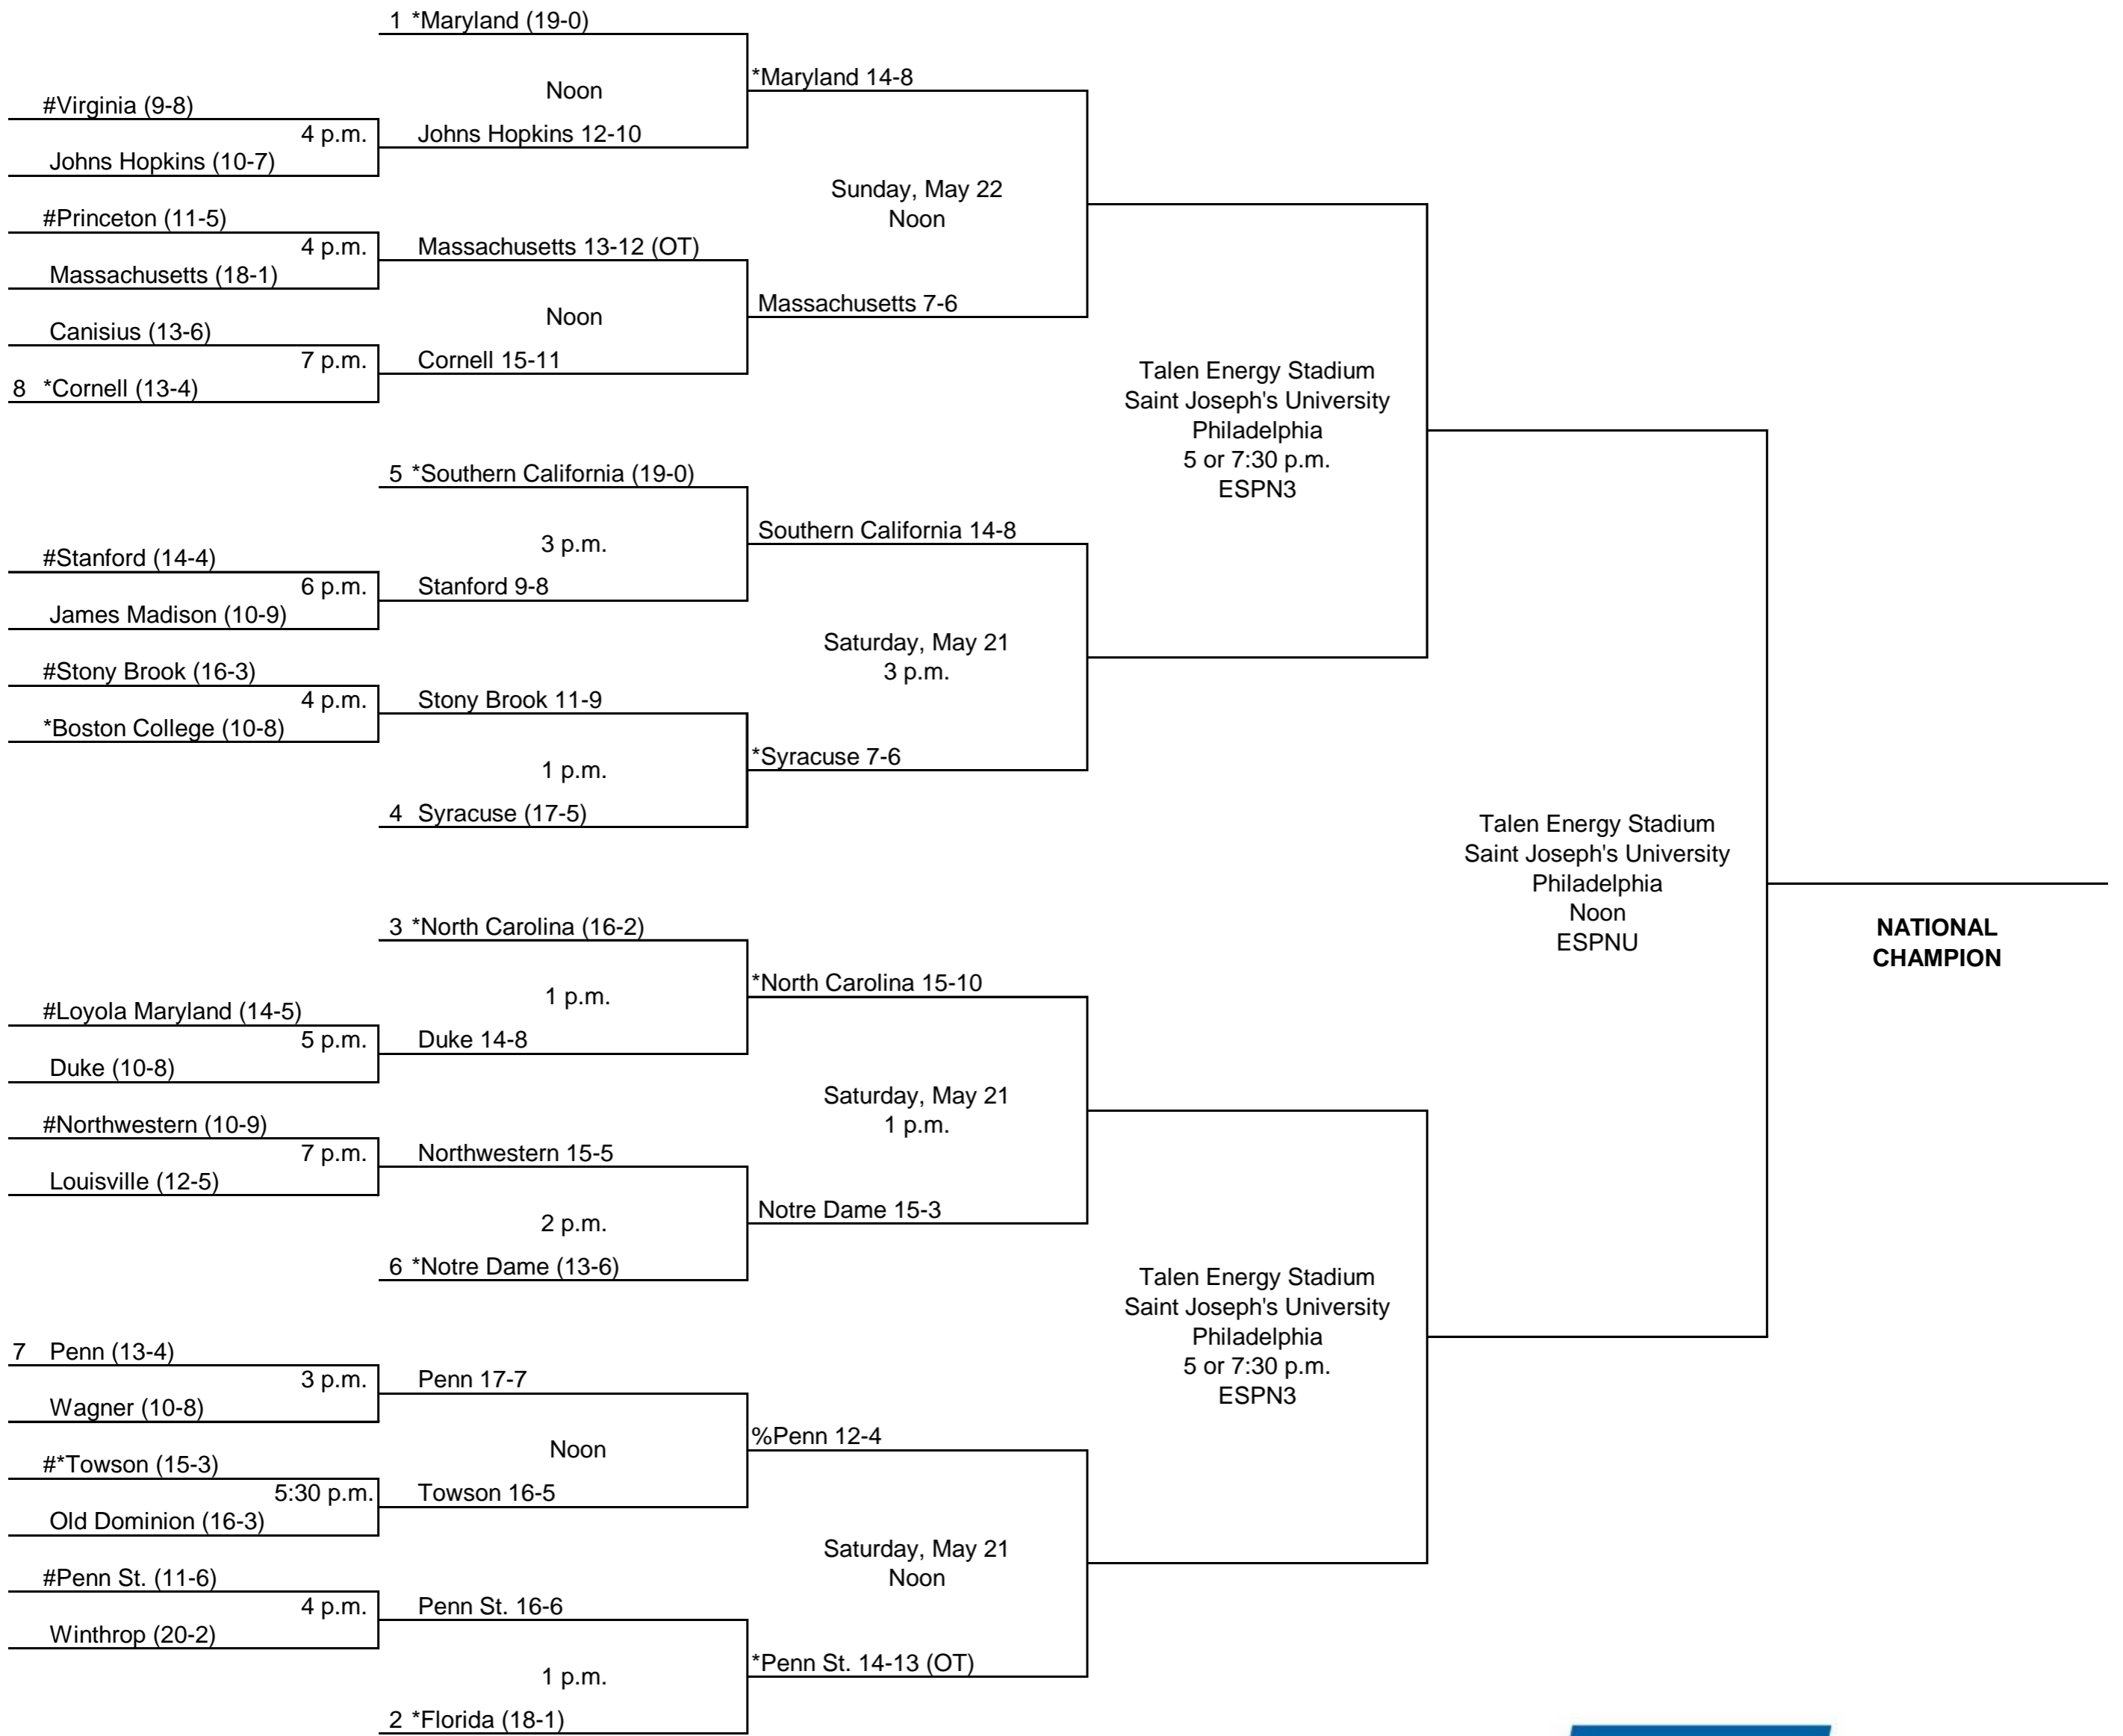 1 *Maryland (19-0)
*Maryland 14-8
Noon
#Virginia (9-8)
4 p.m.
Johns Hopkins 12-10
Johns Hopkins (10-7)
Sunday, May 22
Noon
#Princeton (11-5)
4 p.m.
Massachusetts 13-12 (OT)
Massachusetts (18-1)
Massachusetts 7-6
Noon
Canisius (13-6)
7 p.m.
Cornell 15-11
8 *Cornell (13-4)
Talen Energy Stadium
Saint Joseph's University
Philadelphia
5 or 7:30 p.m.
ESPN3
5 *Southern California (19-0)
Southern California 14-8
3 p.m.
#Stanford (14-4)
6 p.m.
Stanford 9-8
James Madison (10-9)
Saturday, May 21
3 p.m.
#Stony Brook (16-3)
4 p.m.
Stony Brook 11-9
*Boston College (10-8)
*Syracuse 7-6
1 p.m.
4 Syracuse (17-5)
Talen Energy Stadium
Saint Joseph's University
Philadelphia
Noon
ESPNU
NATIONAL
CHAMPION
3 *North Carolina (16-2)
*North Carolina 15-10
1 p.m.
#Loyola Maryland (14-5)
5 p.m.
Duke 14-8
Duke (10-8)
Saturday, May 21
1 p.m.
#Northwestern (10-9)
7 p.m.
Northwestern 15-5
Louisville (12-5)
Notre Dame 15-3
2 p.m.
6 *Notre Dame (13-6)
Talen Energy Stadium
Saint Joseph's University
Philadelphia
5 or 7:30 p.m.
ESPN3
7 Penn (13-4)
3 p.m.
Penn 17-7
Wagner (10-8)
%Penn 12-4
Noon
#*Towson (15-3)
5:30 p.m.
Towson 16-5
Old Dominion (16-3)
Saturday, May 21
Noon
#Penn St. (11-6)
4 p.m.
Penn St. 16-6
Winthrop (20-2)
*Penn St. 14-13 (OT)
1 p.m.
2 *Florida (18-1)